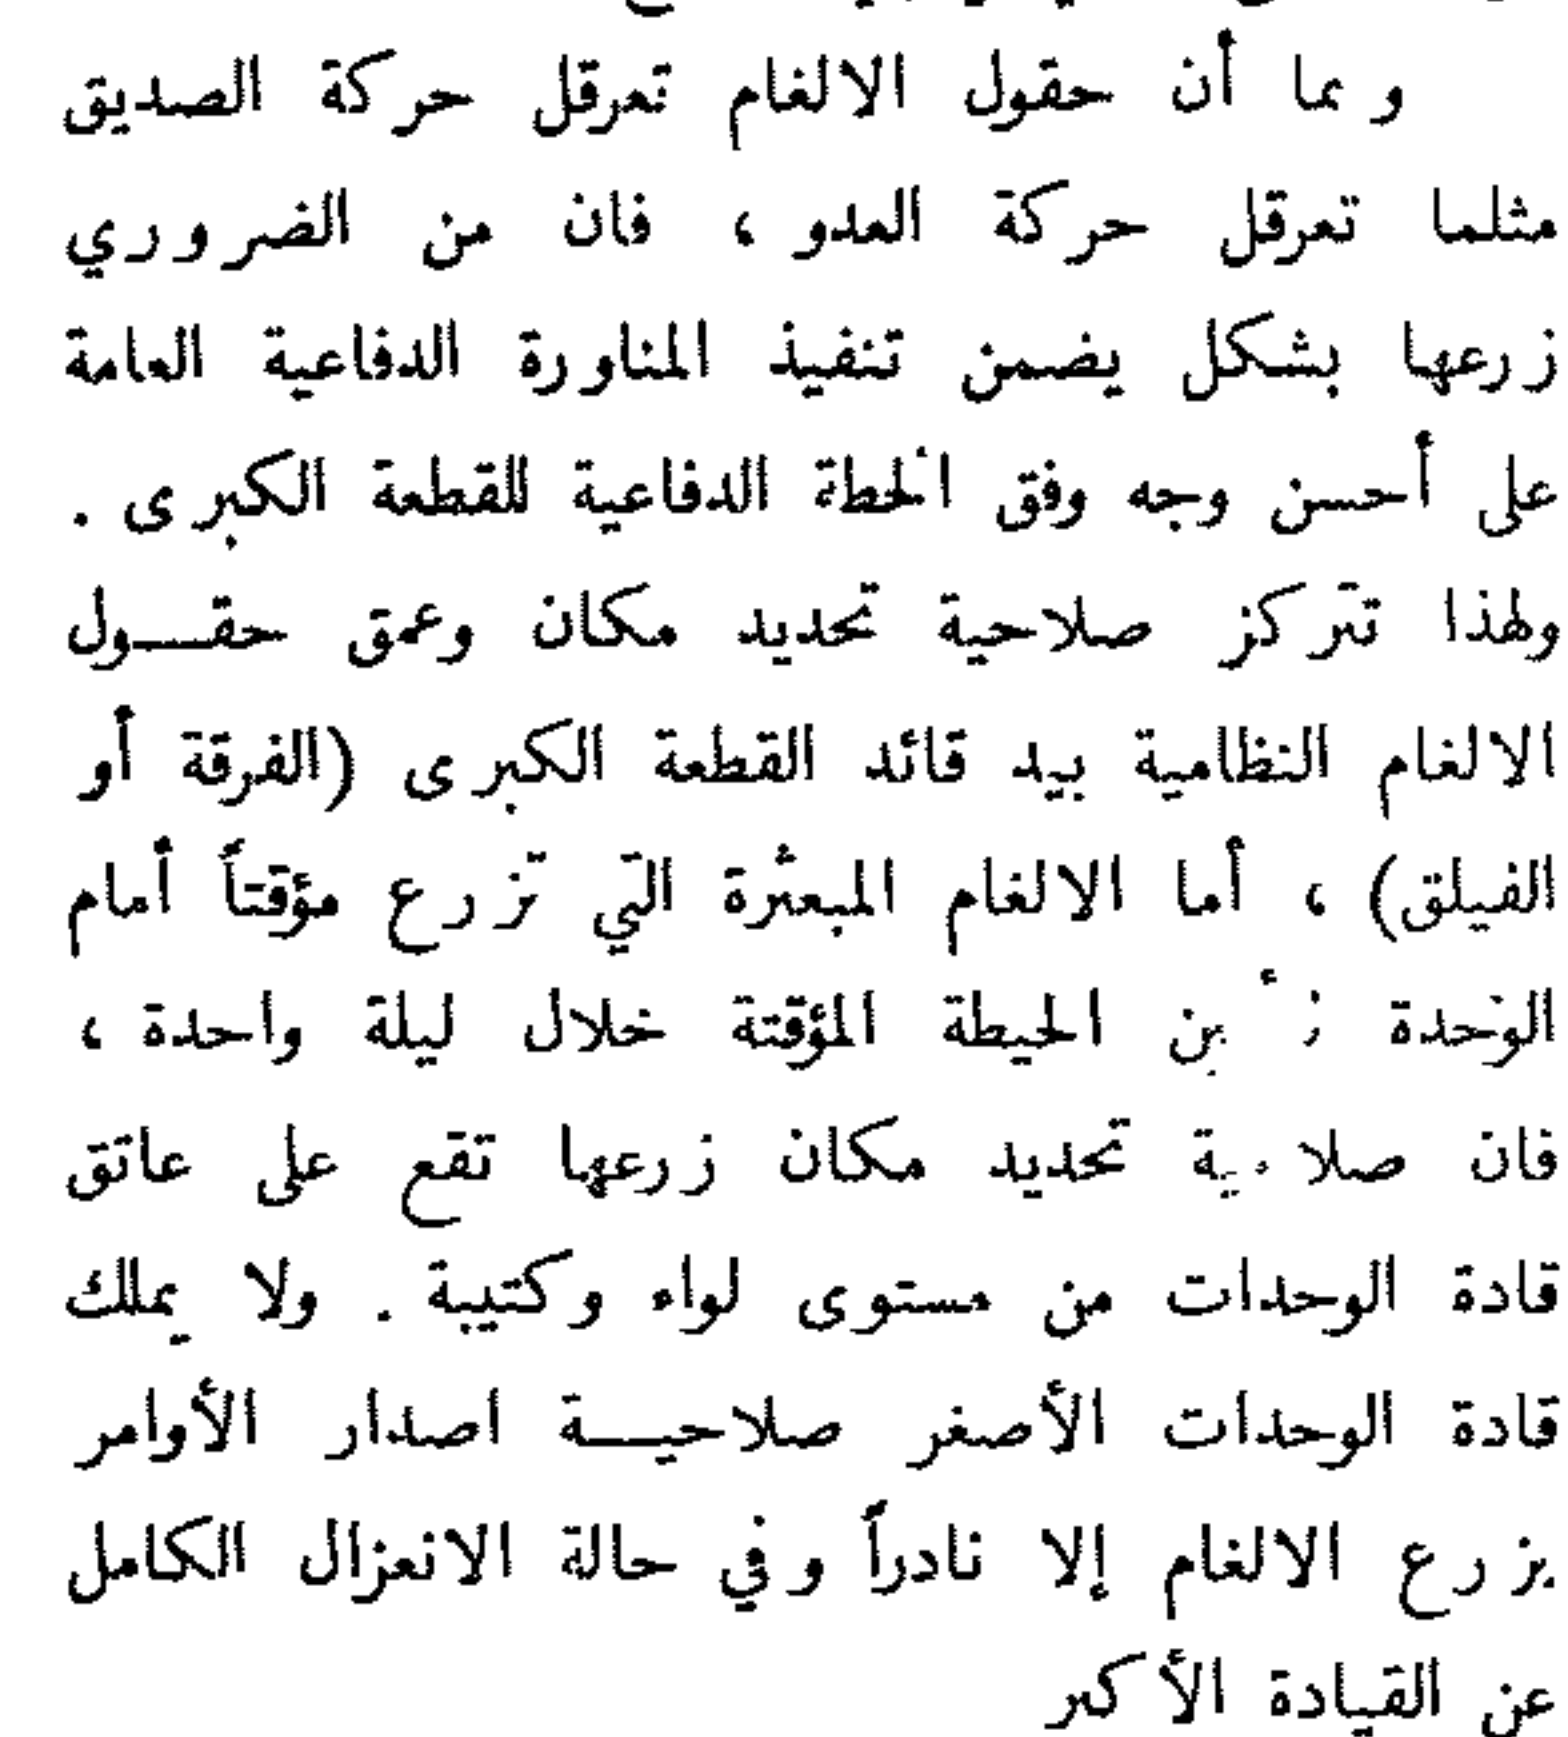 وبما أن حقول الالغام تعرقل حركة الصديق
مثلما تعرقل حركة العدو ، فان من الضروري
زرعها بشكل يضمن تنفيذ المناورة الدفاعية العامة
على أحسن وجه وفق الخطة الدفاعية للقطعة الكبرى .
ولهذا تتركز صلاحية تحديد مكان وعمق حقـــول
الالغام النظامية بيد قائد القطعة الكبرى (الفرقة أو
الفيلق) ، أما الالغام المبعثرة التي تزرع مؤقتاً أمام
الوحدة الحيطة المؤقتة خلال ليلة واحدة ،
فان صلاحية تحديد مكان زرعها تقع على عاتق
قادة الوحدات من مستوى لواء وكتيبة . ولا يملك
قادة الوحدات الأصغر صلاحيـــة اصدار الأوامر
بزرع الالغام إلا نادراً وفي حالة الانعزال الكامل
عن القيادة الأكبر